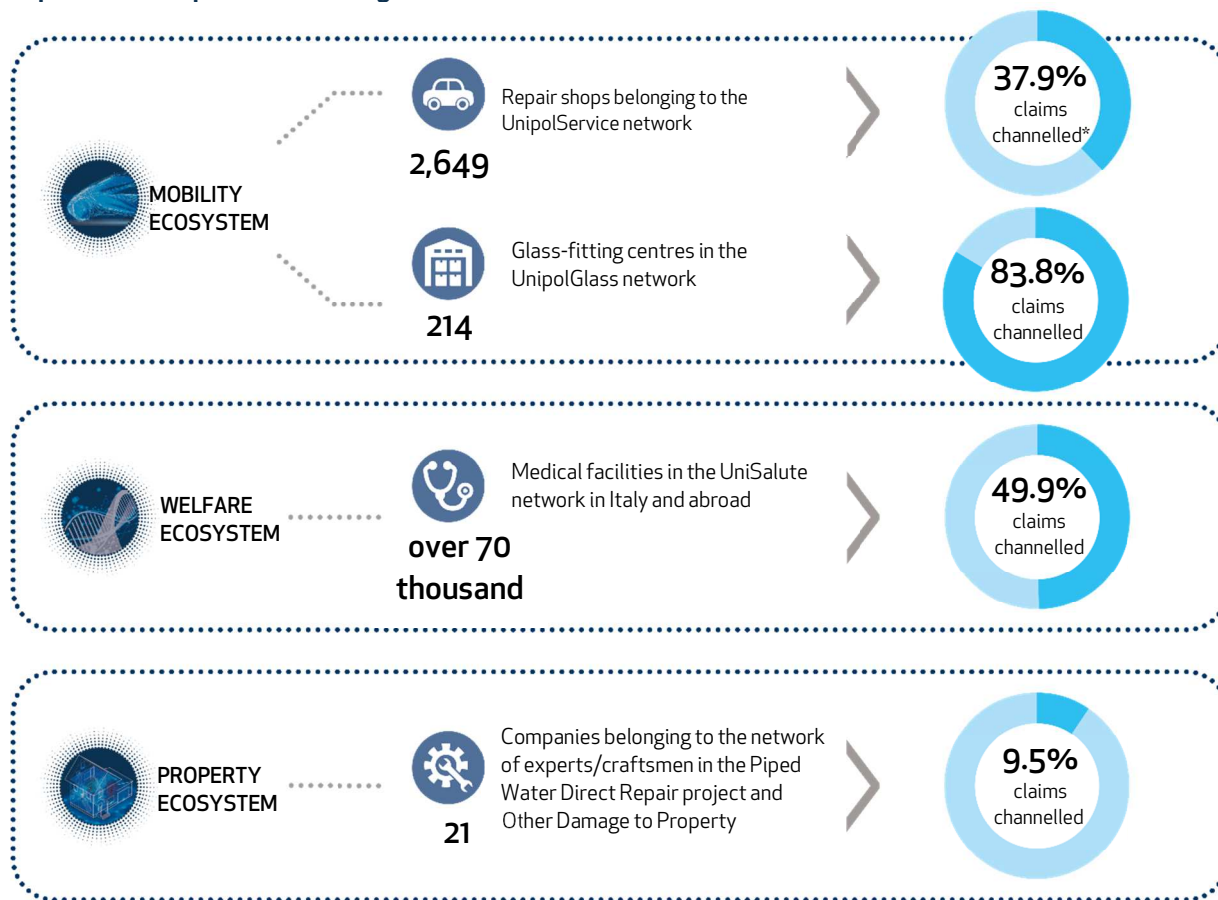 MOBILITY
ECOSYSTEM
Repair shops belonging to the
UnipolService network
2,649
37.9%
claims
channelled*
Glass-fitting centres in the
UnipolGlass network
214
83.8%
claims
channelled
WELFARE
ECOSYSTEM
Medical facilities in the UniSalute
network in Italy and abroad
over 70
thousand
49.9%
claims
channelled
PROPERTY
ECOSYSTEM
Companies belonging to the network
of experts/craftsmen in the Piped
Water Direct Repair project and
Other Damage to Property
21
9.5%
claims
channelled